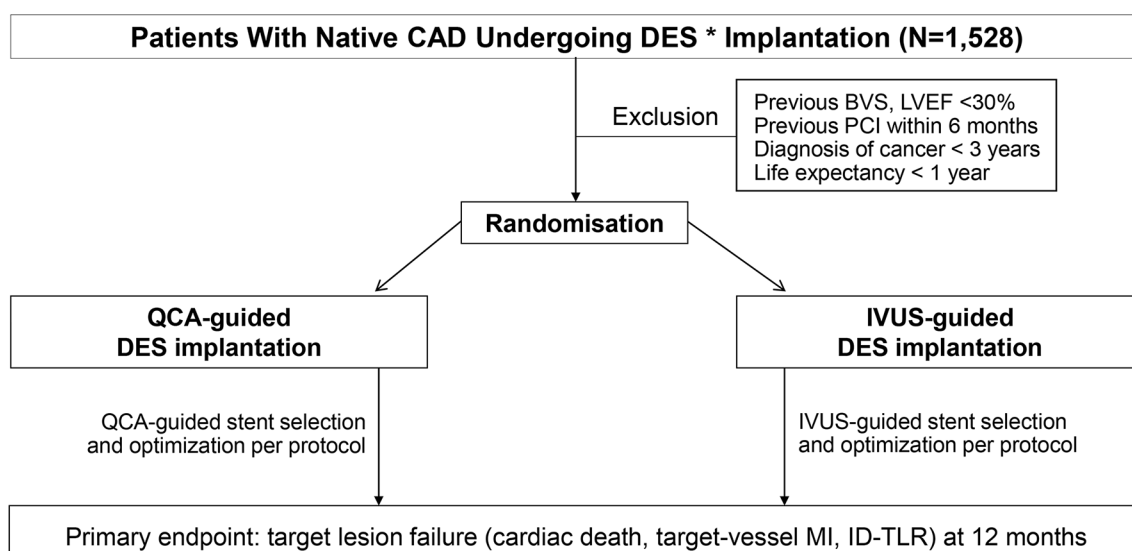 Patients With Native CAD Undergoing DES * Implantation (N=1,528)
Exclusion
Previous BVS, LVEF <30%
Previous PCI within 6 months
Diagnosis of cancer < 3 years
Life expectancy < 1 year
Randomisation
QCA-guided
DES implantation
IVUS-guided
DES implantation
QCA-guided stent selection
and optimization per protocol
IVUS-guided stent selection
and optimization per protocol
Primary endpoint: target lesion failure (cardiac death, target-vessel MI, ID-TLR) at 12 months